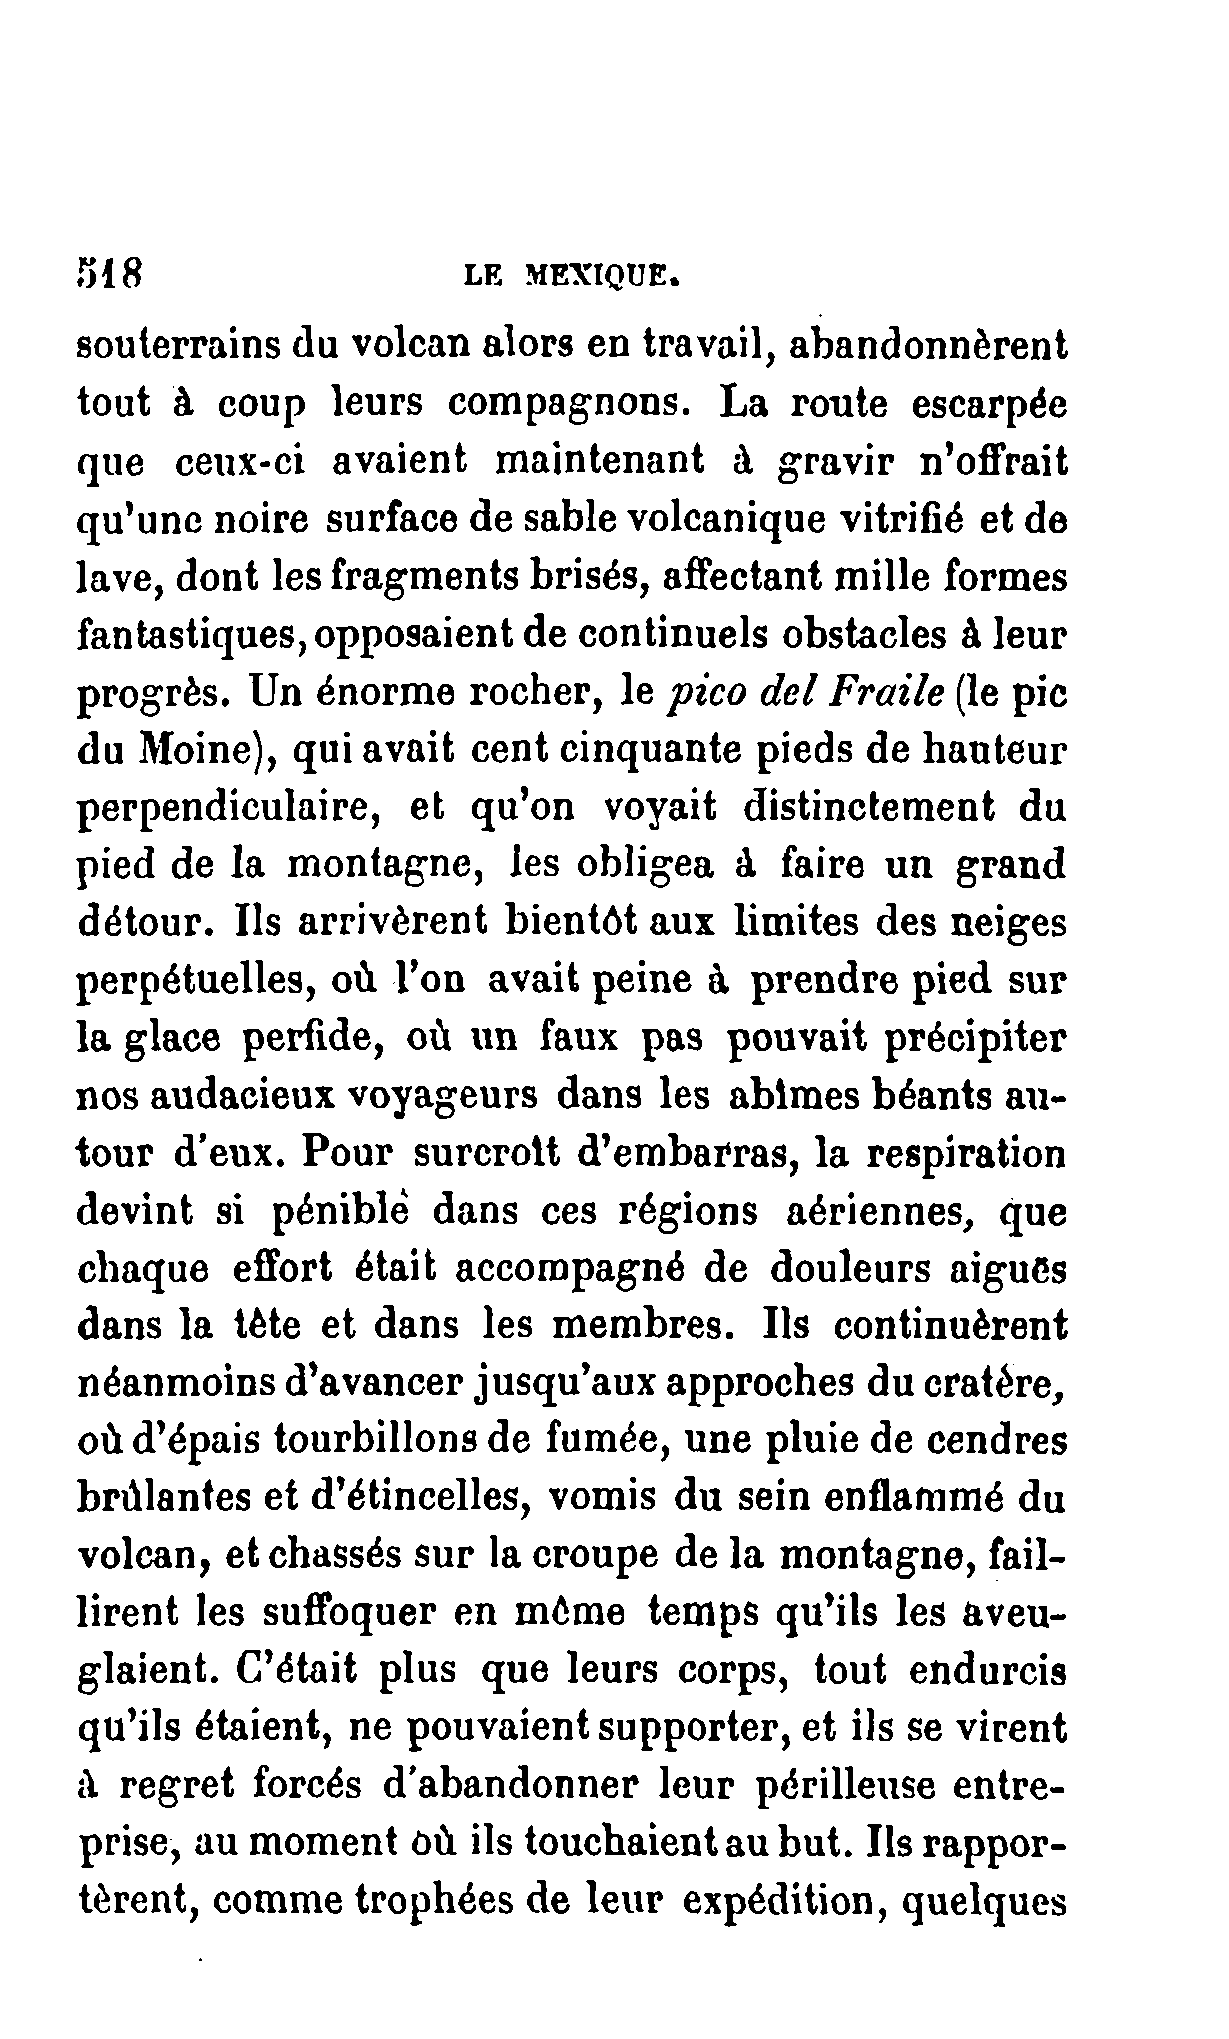 518 LE MEXIQUE.
souterrains du volcan alors en travail, abandonnèrent
tout à coup leurs compagnons. La route escarpée
que ceux-ci avaient maintenant à gravir n'offrait
qu'une noire surface de sable volcanique vitrifié et de
lave, dont les fragments brisés, affectant mille formes
fantastiques, opposaient de continuels obstacles à leur
progrès. Un énorme rocher, le pico del Fraile (le pic
du Moine), qui avait cent cinquante pieds de hauteur
perpendiculaire, et qu'on voyait distinctement du
pied de la montagne, les obligea à faire un grand
détour. Ils arrivèrent bientôt aux limites des neiges
perpétuelles, où l'on avait peine à prendre pied sur
la glace perfide, où un faux pas pouvait précipiter
nos audacieux voyageurs dans les abîmes béants au-
tour d'eux. Pour surcroît d'embarras, la respiration
devint si pénible dans ces régions aériennes, que
chaque effort était accompagné de douleurs aiguës
dans la tête et dans les membres. Ils continuèrent
néanmoins d'avancer jusqu'aux approches du cratère,
où d'épais tourbillons de fumée, une pluie de cendres
brûlantes et d'étincelles, vomis du sein enflammé du
volcan, et chassés sur la croupe de la montagne, fail-
lirent les suffoquer en même temps qu'ils les aveu-
glaient. C'était plus que leurs corps, tout endurcis
qu'ils étaient, ne pouvaient supporter, et ils se virent
à regret forcés d'abandonner leur périlleuse entre-
prise, au moment où ils touchaient au but. Ils rappor-
tèrent, comme trophées de leur expédition, quelques